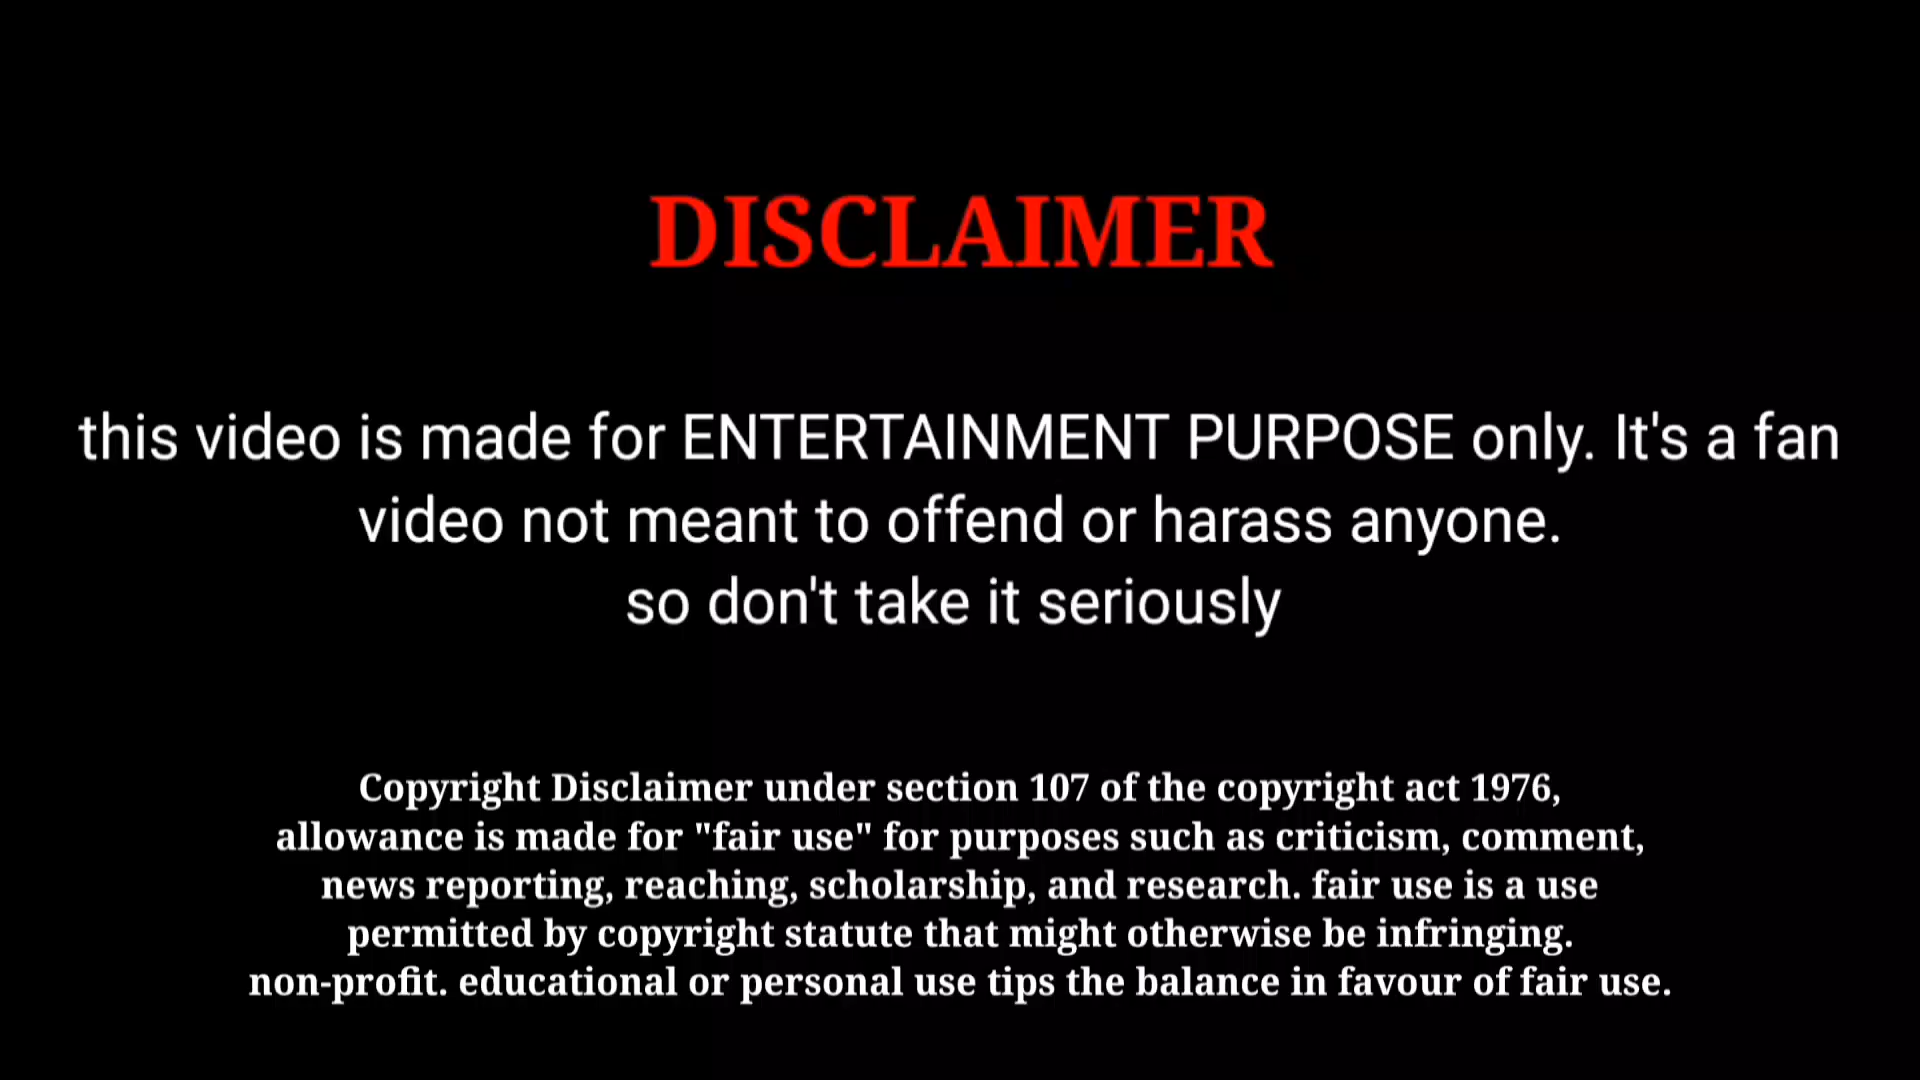 DISCLAIMER
this video is made for ENTERTAINMENT PURPOSE only. It's a fan
video not meant to offend or harass anyone.
so don't take it seriously
Copyright Disclaimer under section 107 of the copyright act 1976,
allowance is made for "fair use" for purposes such as criticism, comment,
news reporting, reaching, scholarship, and research. fair use is a use
permitted by copyright statute that might otherwise be infringing.
non-profit. educational or personal use tips the balance in favour of fair use.